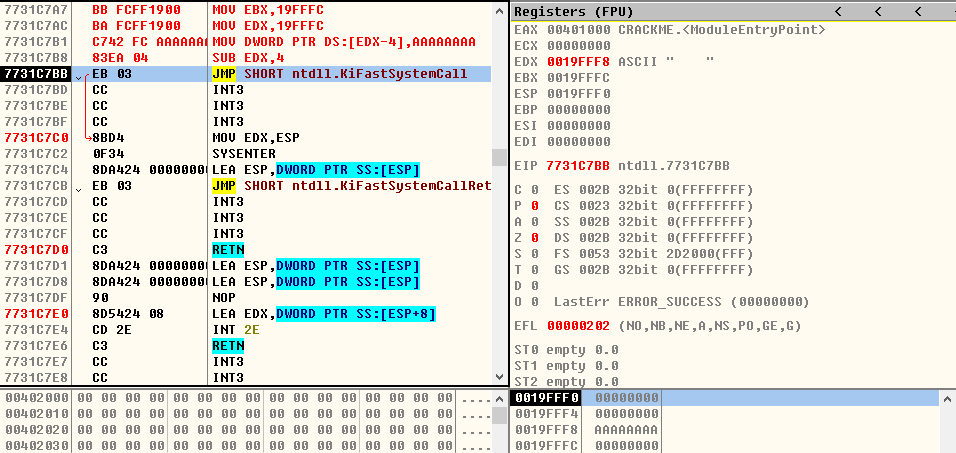 7731C7A7 BB FCFF1900 MOV EBX,19FFFC
7731C7AC BA FCFF1900 MOV EDX,19FFFC
7731C7B1 C742 FC AAAAAAA MOV DWORD PTR DS:[EDX-4],AAAAAAAA
7731C7B8 83EA 04 SUB EDX,4
7731C7BB EB 03 JMP SHORT ntdll.KiFastSystemCall
7731C7BD CC INT3
7731C7BE CC INT3
7731C7BF CC INT3
7731C7C0 8BD4 MOV EDX,ESP
7731C7C2 0F34 SYSENTER
7731C7C4 8DA424 0000000 LEA ESP,DWORD PTR SS:[ESP]
7731C7CB EB 03 JMP SHORT ntdll.KiFastSystemCallRet
7731C7CD CC INT3
7731C7CE CC INT3
7731C7CF CC INT3
7731C7D0 C3 RETN
7731C7D1 8DA424 0000000 LEA ESP,DWORD PTR SS:[ESP]
7731C7D8 8DA424 0000000 LEA ESP,DWORD PTR SS:[ESP]
7731C7DF 90 NOP
7731C7E0 8D5424 08 LEA EDX,DWORD PTR SS:[ESP+8]
7731C7E4 CD 2E INT 2E
7731C7E6 C3 RETN
7731C7E7 CC INT3
7731C7E8 CC INT3
Registers (FPU) < < <
EAX 00401000 CRACKME.<ModuleEntryPoint>
ECX 00000000
EDX 0019FFF8 ASCII "    "
EBX 0019FFFC
ESP 0019FFF0
EBP 00000000
ESI 00000000
EDI 00000000
EIP 7731C7BB ntdll.7731C7BB
C 0 ES 002B 32bit 0(FFFFFFFF)
P 0 CS 0023 32bit 0(FFFFFFFF)
A 0 SS 002B 32bit 0(FFFFFFFF)
Z 0 DS 002B 32bit 0(FFFFFFFF)
S 0 FS 0053 32bit 2D2000(FFF)
T 0 GS 002B 32bit 0(FFFFFFFF)
D 0
O 0 LastErr ERROR_SUCCESS (00000000)
EFL 00000202 (NO,NB,NE,A,NS,PO,GE,G)
ST0 empty 0.0
ST1 empty 0.0
ST2 empty 0.0
00402000 00 00 00 00 00 00 00 00 00 00 00 00 00 00 00 00 ....
00402010 00 00 00 00 00 00 00 00 00 00 00 00 00 00 00 00 ....
00402020 00 00 00 00 00 00 00 00 00 00 00 00 00 00 00 00 ....
00402030 00 00 00 00 00 00 00 00 00 00 00 00 00 00 00 00 ....
0019FFF0 00000000
0019FFF4 00000000
0019FFF8 AAAAAAAA
0019FFFC 00000000